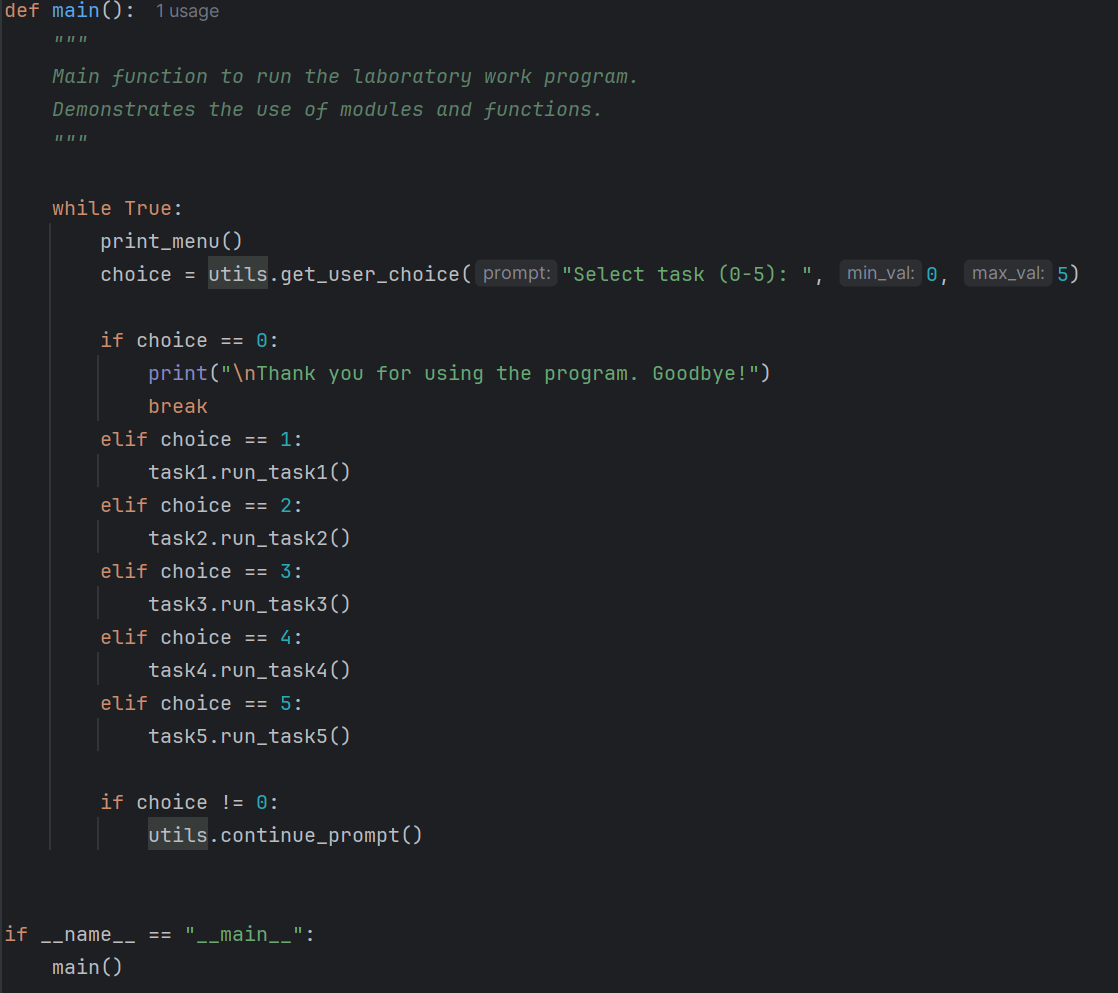 def main(): 1 usage
    """
    Main function to run the laboratory work program.
    Demonstrates the use of modules and functions.
    """

    while True:
        print_menu()
        choice = utils.get_user_choice( prompt: "Select task (0-5): ", min_val: 0, max_val: 5)

        if choice == 0:
            print("\nThank you for using the program. Goodbye!")
            break
        elif choice == 1:
            task1.run_task1()
        elif choice == 2:
            task2.run_task2()
        elif choice == 3:
            task3.run_task3()
        elif choice == 4:
            task4.run_task4()
        elif choice == 5:
            task5.run_task5()

        if choice != 0:
            utils.continue_prompt()


if __name__ == "__main__":
    main()